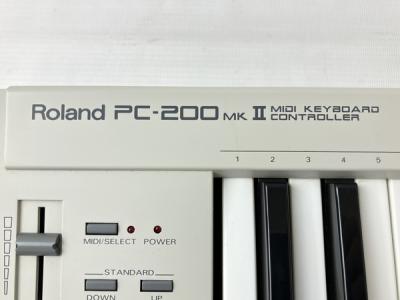 Roland PC-200 MK II MIDI KEYBOARD CONTROLLER
1 2 3 4 5
MIDI/SELECT POWER
STANDARD
DOWN UP